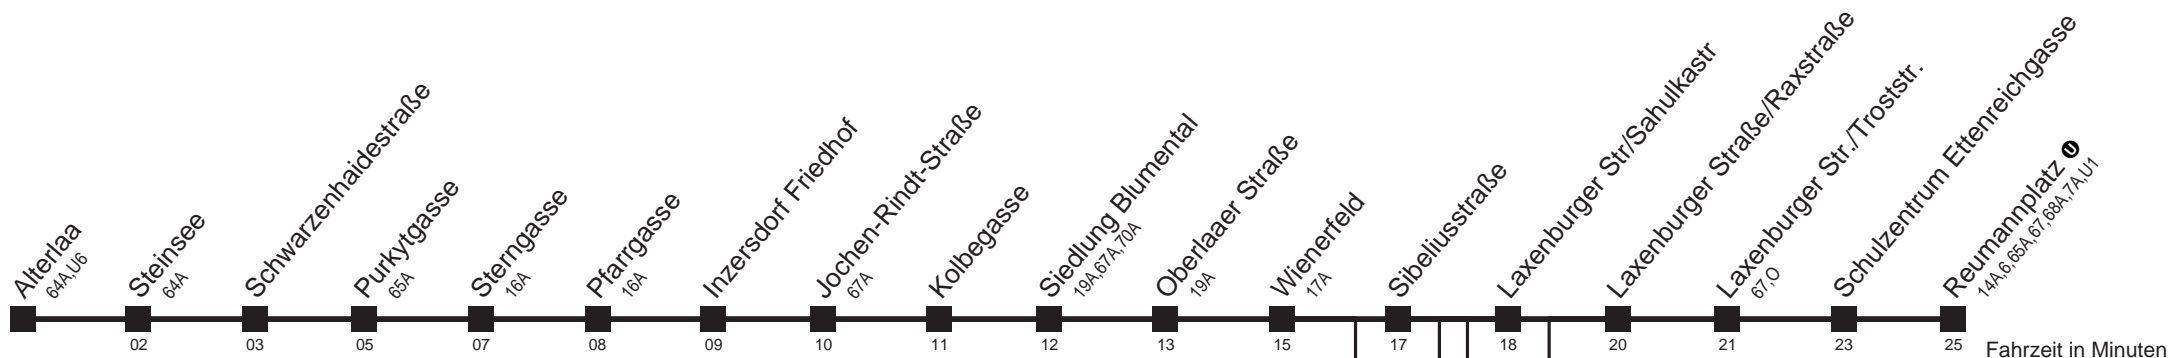 Alterlaa
64A,U6
Steinsee
64A
Schwarzenhaidestraße
Purkytgasse
65A
Sterngasse
16A
Pfarrgasse
16A
Inzersdorf Friedhof
Jochen-Rindt-Straße
67A
Kolbegasse
Siedlung Blumental
19A,67A,70A
Oberlaaer Straße
19A
Wienerfeld
17A
Sibeliusstraße
Laxenburger Str/Sahulkastr
Laxenburger Straße/Raxstraße
Laxenburger Str./Troststr.
67,O
Schulzentrum Ettenreichgasse
Reumannplatz U
14A,6,65A,67,68A,7A,U1
02 03 05 07 08 09 10 11 12 13 15 17 18 20 21 23 25 Fahrzeit in Minuten